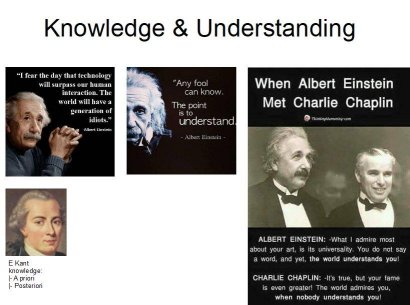 Knowledge & Understanding
“I fear the day that technology
will surpass our human
interaction. The
world will have a
generation of
idiots.”
- Albert Einstein
"Any fool
can know.
The point
is to
understand.
- Albert Einstein -
When Albert Einstein
Met Charlie Chaplin
ALBERT EINSTEIN: -What I admire most
about your art, is its universality. You do not say
a word, and yet, the world understands you!
CHARLIE CHAPLIN: -It's true, but your fame
is even greater! The world admires you,
when nobody understands you!
E Kant
knowledge:
|- A priori
|- Posteriori